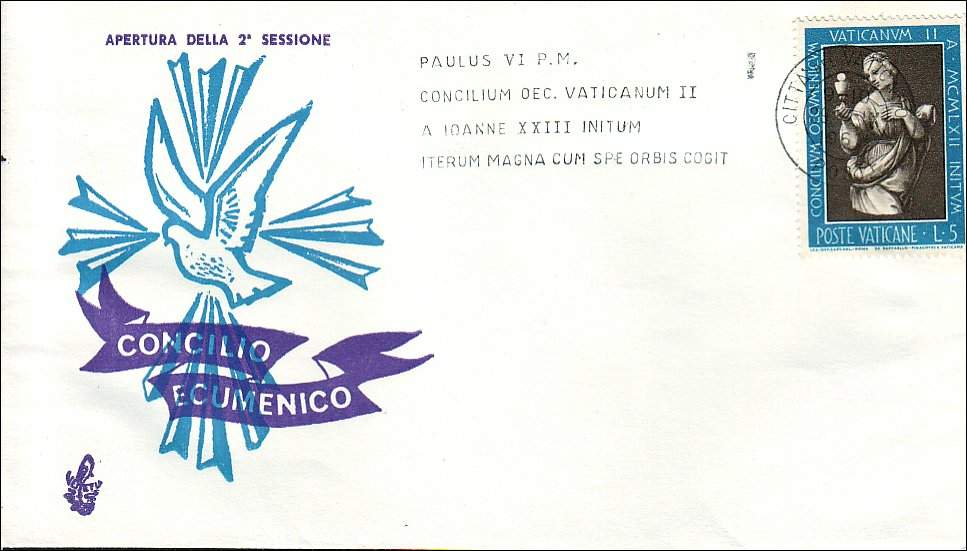 APERTURA DELLA 2ª SESSIONE
PAULUS VI P.M.
CONCILIUM OEC. VATICANUM II
A IOANNE XXIII INITUM
ITERUM MAGNA CUM SPE ORBIS COGIT
CITTA
CONCILIVM OECVMENICVM
VATICANVM II
A · MCMLXII INITVM
POSTE VATICANE · L · 5
CONCILIO
ECUMENICO